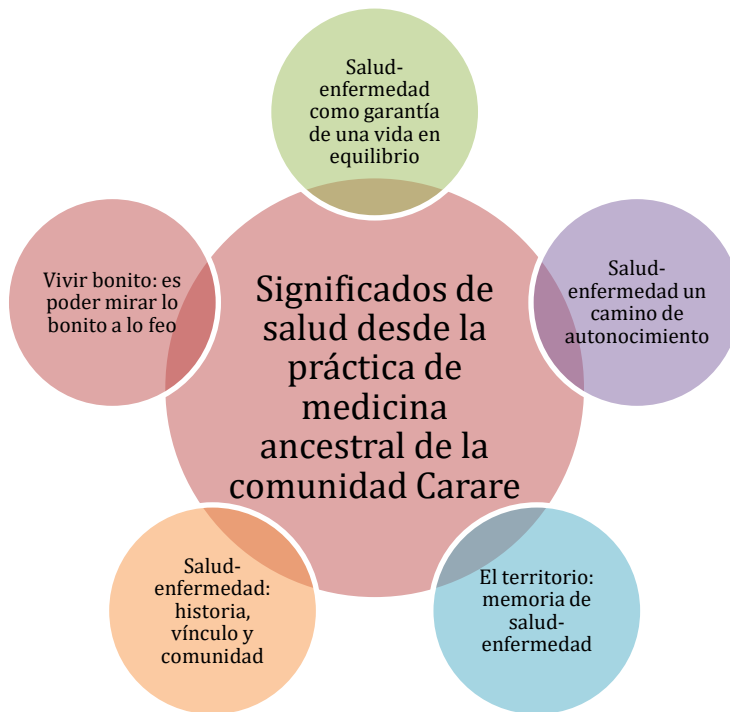 Salud-
enfermedad
como garantía
de una vida en
equilibrio
Vivir bonito: es
poder mirar lo
bonito a lo feo
Significados de
salud desde la
práctica de
medicina
ancestral de la
comunidad Carare
Salud-
enfermedad un
camino de
autonocimiento
Salud-
enfermedad:
historia,
vínculo y
comunidad
El territorio:
memoria de
salud-
enfermedad